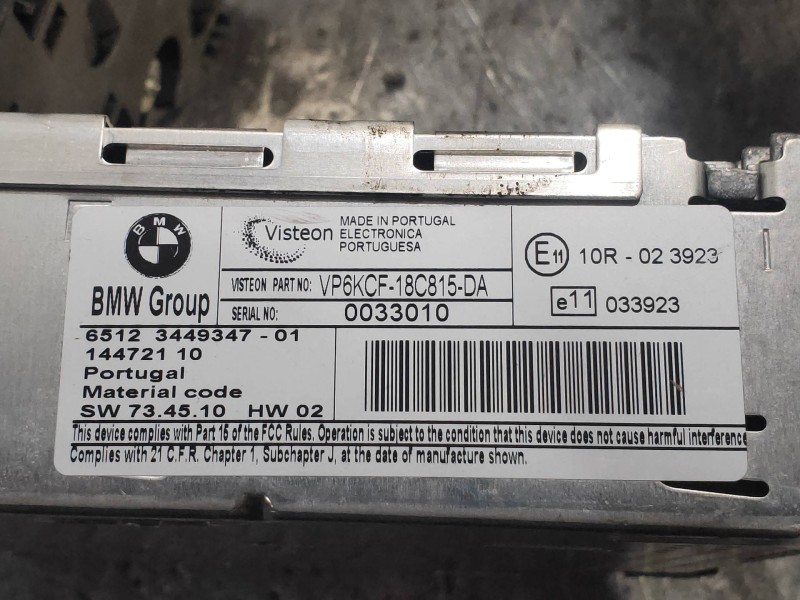 BMW
BMW Group
Visteon
MADE IN PORTUGAL
ELECTRONICA
PORTUGUESA
VISTEON PART NO: VP6KCF-18C815-DA
SERIAL NO: 0033010
E11 10R - 02 3923
e11 033923
6512 3449347 - 01
144721 10
Portugal
Material code
SW 73.45.10 HW 02
This device complies with Part 15 of the FCC Rules. Operation is subject to the condition that this device does not cause harmful interference
Complies with 21 C.F.R. Chapter 1, Subchapter J, at the date of manufacture shown.